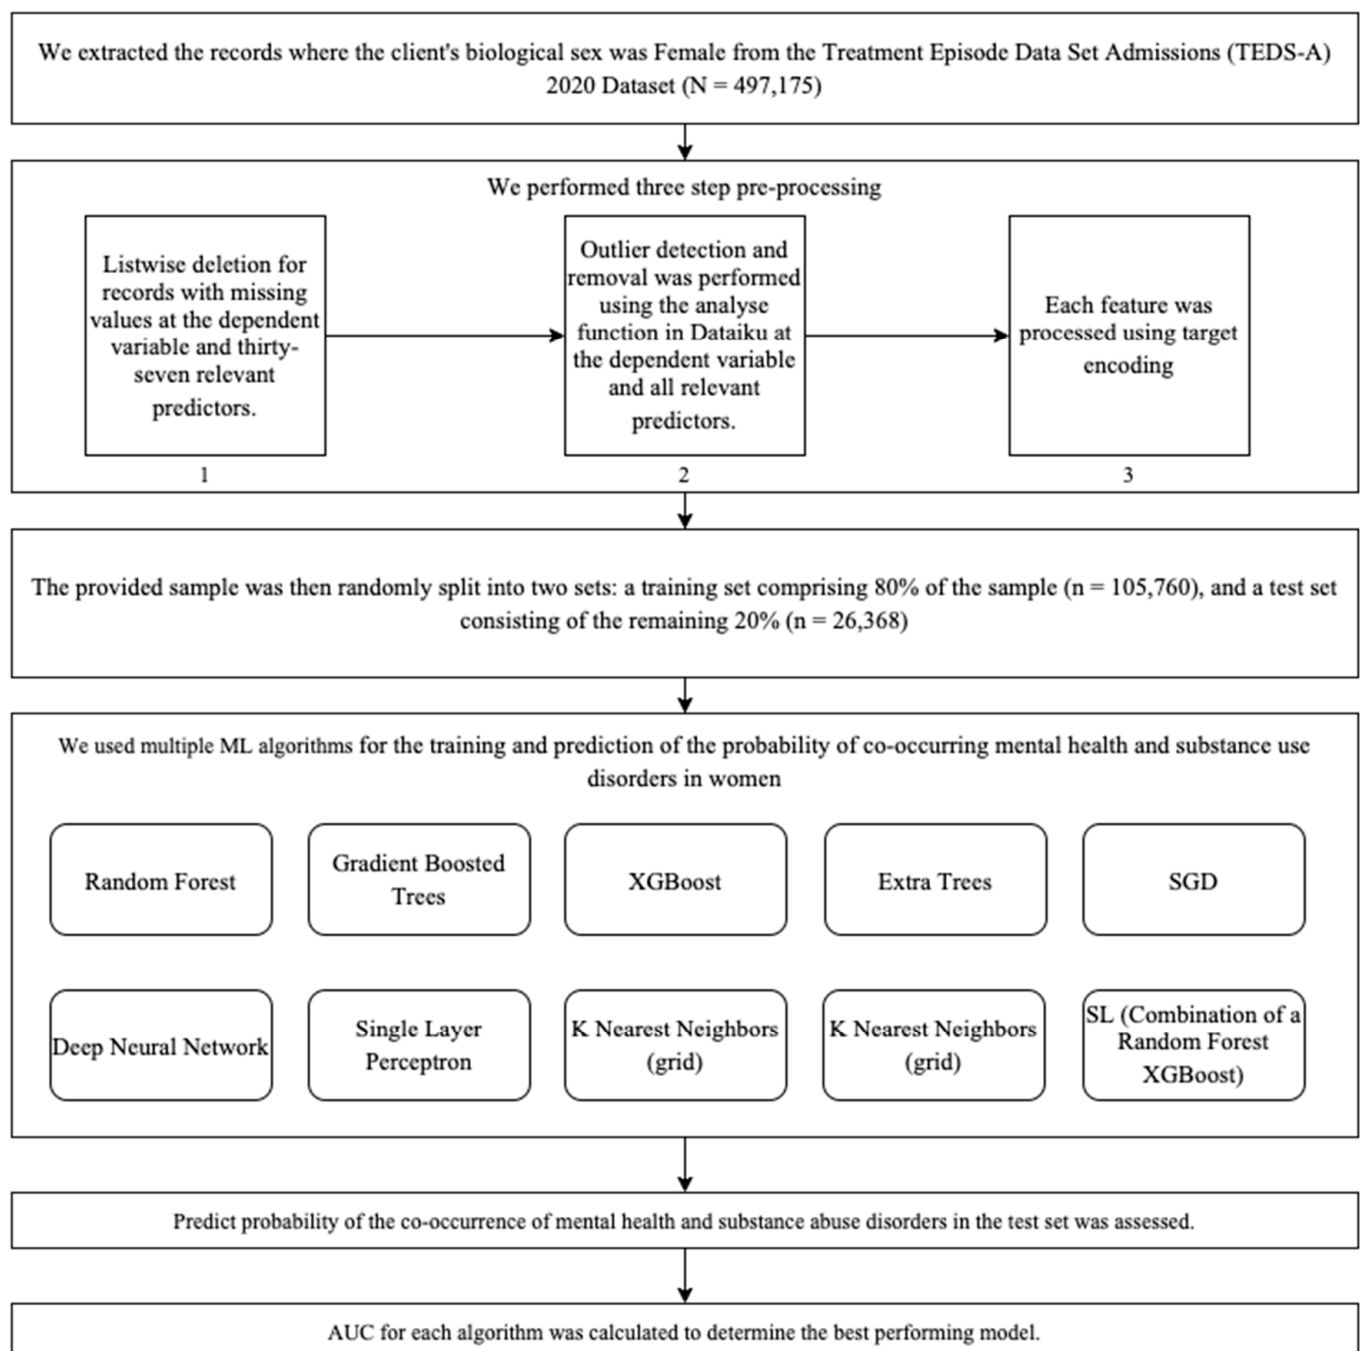 We extracted the records where the client's biological sex was Female from the Treatment Episode Data Set Admissions (TEDS-A)
2020 Dataset (N = 497,175)
We performed three step pre-processing
Listwise deletion for
records with missing
values at the dependent
variable and thirty-
seven relevant
predictors.
1
Outlier detection and
removal was performed
using the analyse
function in Dataiku at
the dependent variable
and all relevant
predictors.
2
Each feature was
processed using target
encoding
3
The provided sample was then randomly split into two sets: a training set comprising 80% of the sample (n = 105,760), and a test set
consisting of the remaining 20% (n = 26,368)
We used multiple ML algorithms for the training and prediction of the probability of co-occurring mental health and substance use
disorders in women
Random Forest
Gradient Boosted
Trees
XGBoost
Extra Trees
SGD
Deep Neural Network
Single Layer
Perceptron
K Nearest Neighbors
(grid)
K Nearest Neighbors
(grid)
SL (Combination of a
Random Forest
XGBoost)
Predict probability of the co-occurrence of mental health and substance abuse disorders in the test set was assessed.
AUC for each algorithm was calculated to determine the best performing model.